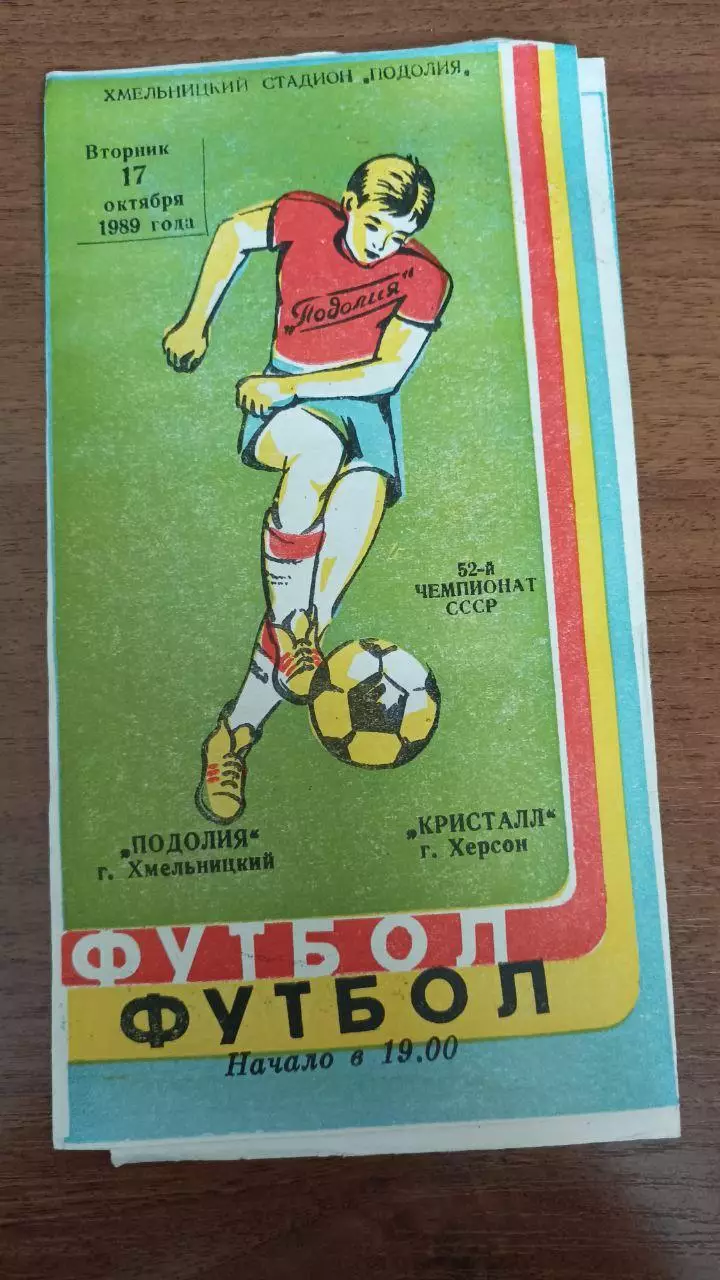 ХМЕЛЬНИЦКИЙ СТАДИОН „ПОДОЛИЯ„
Вторник
17
октября
1989 года
„Подолия“
52-й
ЧЕМПИОНАТ
СССР
„ПОДОЛИЯ“
г. Хмельницкий
„КРИСТАЛЛ“
г. Херсон
ФУТБОЛ
ФУТБОЛ
Начало в 19.00